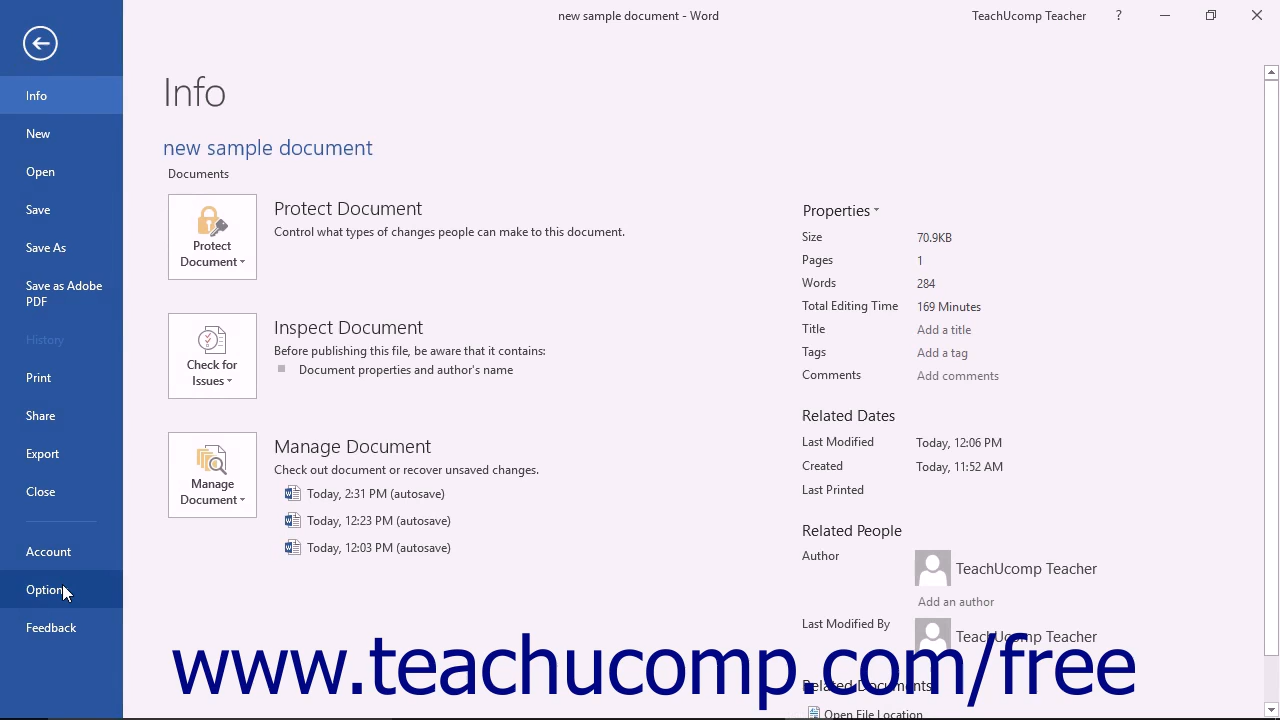 new sample document - Word
TeachUcomp Teacher
?
Info
New
Open
Save
Save As
Save as Adobe
PDF
History
Print
Share
Export
Close
Account
Option
Feedback
Info
new sample document
Documents
Protect
Document
Protect Document
Control what types of changes people can make to this document.
Check for
Issues
Inspect Document
Before publishing this file, be aware that it contains:
Document properties and author's name
Manage
Document
Manage Document
Check out document or recover unsaved changes.
Today, 2:31 PM (autosave)
Today, 12:23 PM (autosave)
Today, 12:03 PM (autosave)
Properties
Size 70.9KB
Pages 1
Words 284
Total Editing Time 169 Minutes
Title Add a title
Tags Add a tag
Comments Add comments
Related Dates
Last Modified Today, 12:06 PM
Created Today, 11:52 AM
Last Printed
Related People
Author TeachUcomp Teacher
Add an author
Last Modified By TeachUcomp Teacher
www.teachucomp.com/free
Related Documents
Open File Location